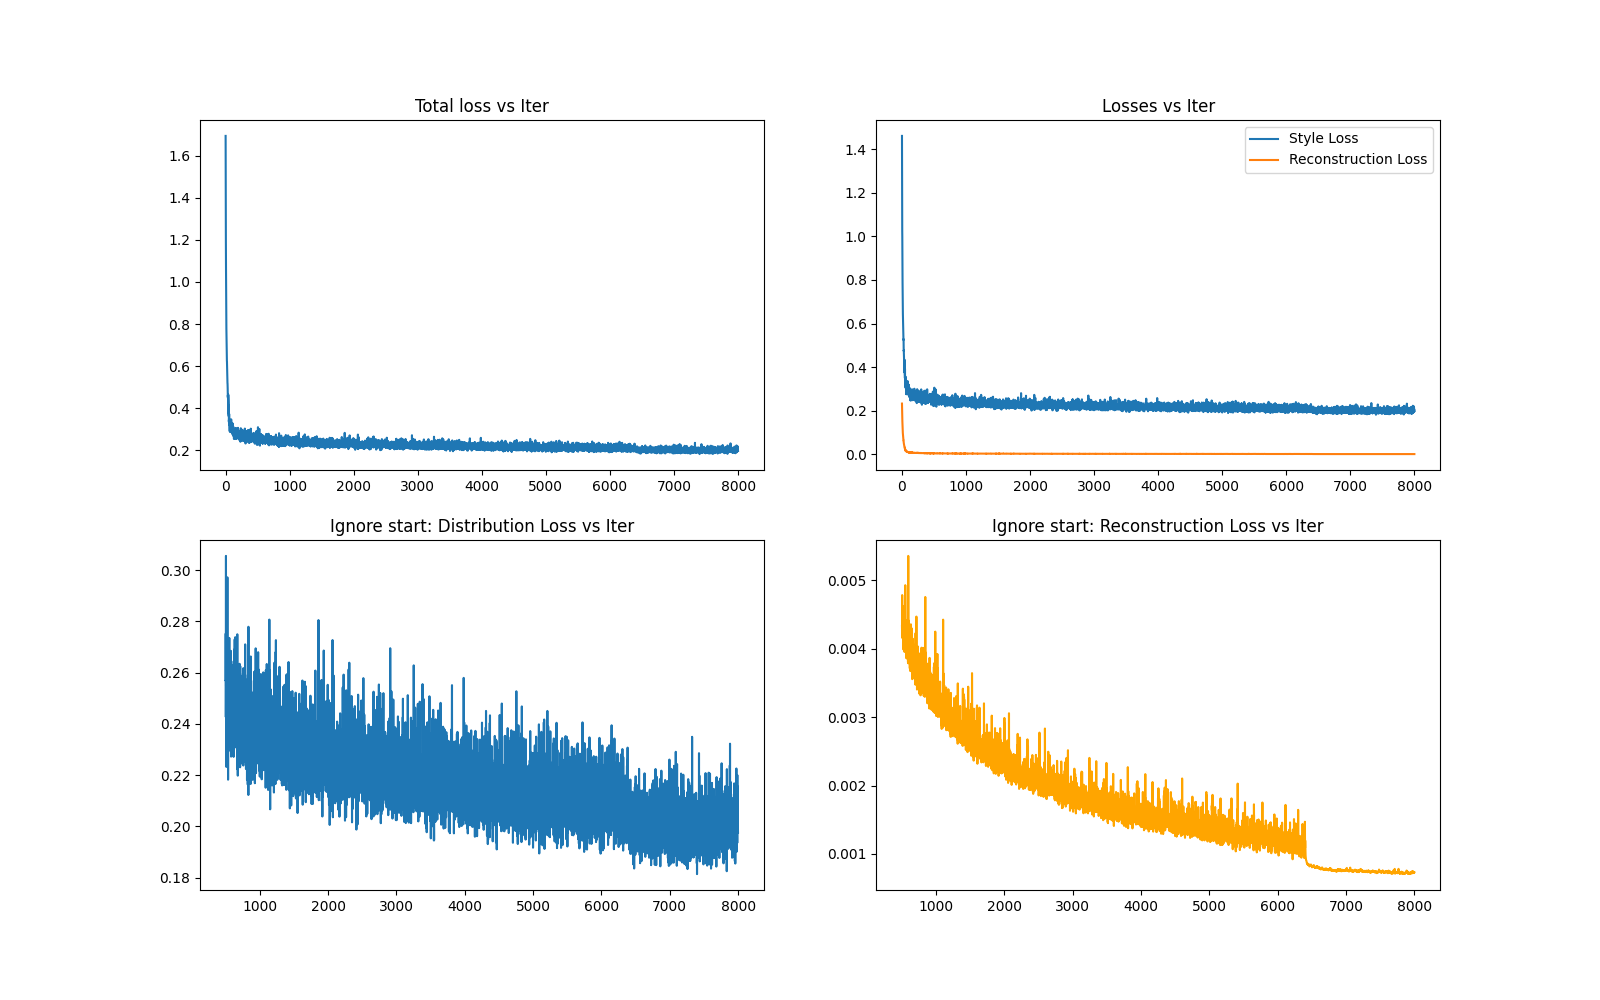 Total loss vs Iter
1.6
1.4
1.2
1.0
0.8
0.6
0.4
0.2
0 1000 2000 3000 4000 5000 6000 7000 8000
Losses vs Iter
Style Loss
Reconstruction Loss
1.4
1.2
1.0
0.8
0.6
0.4
0.2
0.0
0 1000 2000 3000 4000 5000 6000 7000 8000
Ignore start: Distribution Loss vs Iter
0.30
0.28
0.26
0.24
0.22
0.20
0.18
1000 2000 3000 4000 5000 6000 7000 8000
Ignore start: Reconstruction Loss vs Iter
0.005
0.004
0.003
0.002
0.001
1000 2000 3000 4000 5000 6000 7000 8000